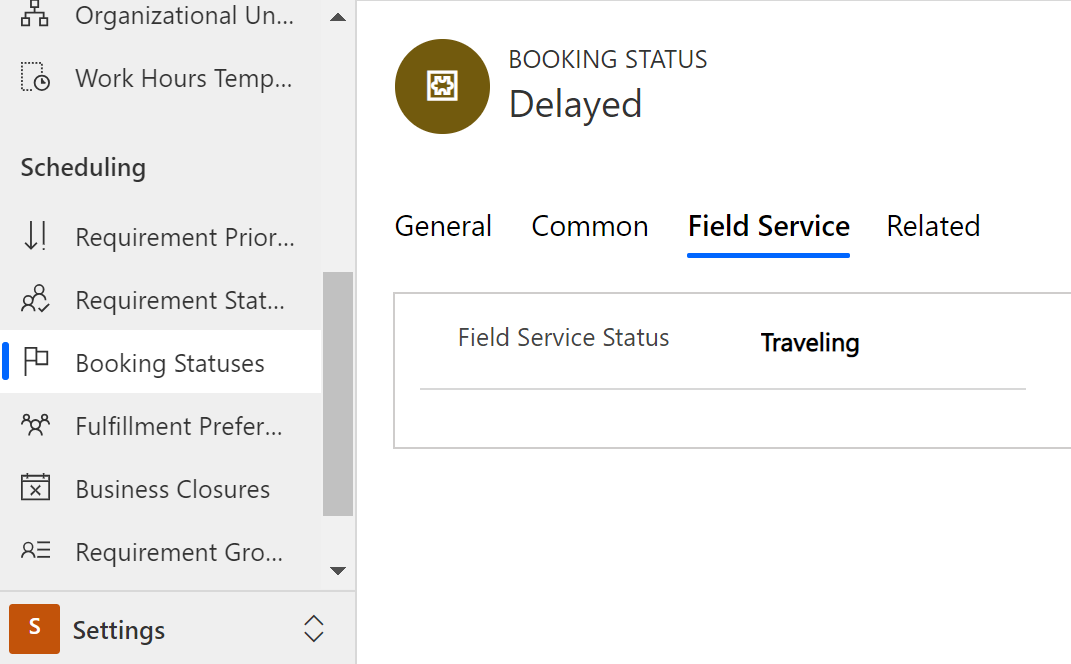 Organizational Un...
Work Hours Temp...
Scheduling
Requirement Prior...
Requirement Stat...
Booking Statuses
Fulfillment Prefer...
Business Closures
Requirement Gro...
S Settings
BOOKING STATUS
Delayed
General Common Field Service Related
Field Service Status Traveling